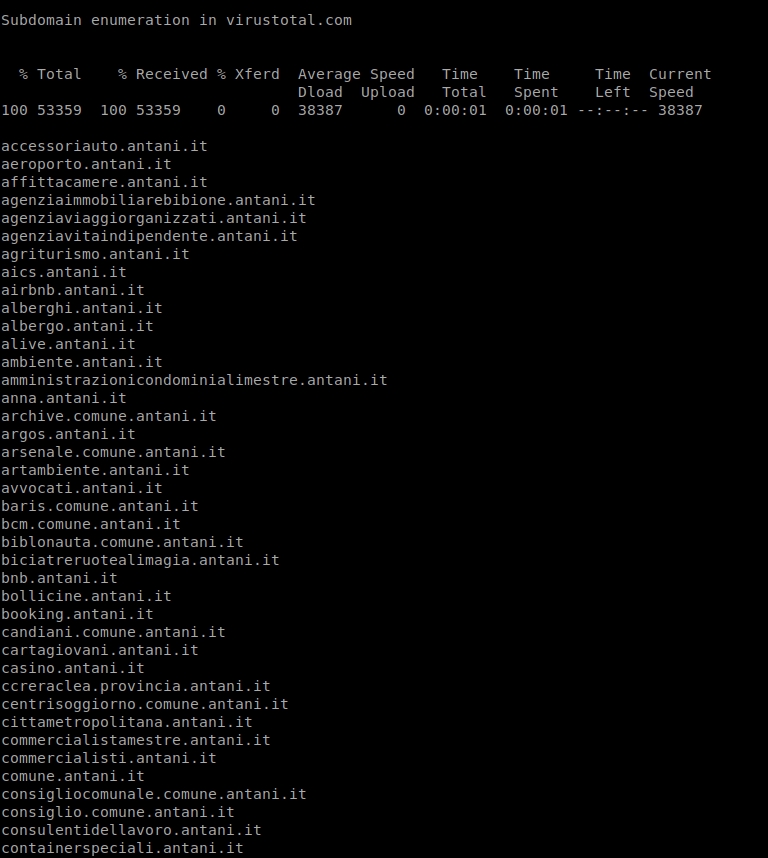 Subdomain enumeration in virustotal.com
  % Total    % Received % Xferd  Average Speed   Time    Time     Time  Current
                                 Dload  Upload   Total   Spent    Left  Speed
100 53359  100 53359    0     0  38387      0  0:00:01  0:00:01 --:--:-- 38387
accessoriauto.antani.it
aeroporto.antani.it
affittacamere.antani.it
agenziaimmobiliarebibione.antani.it
agenziaviaggiorganizzati.antani.it
agenziavitaindipendente.antani.it
agriturismo.antani.it
aics.antani.it
airbnb.antani.it
alberghi.antani.it
albergo.antani.it
alive.antani.it
ambiente.antani.it
amministrazionicondominialimestre.antani.it
anna.antani.it
archive.comune.antani.it
argos.antani.it
arsenale.comune.antani.it
artambiente.antani.it
avvocati.antani.it
baris.comune.antani.it
bcm.comune.antani.it
biblonauta.comune.antani.it
biciatreruotealimagia.antani.it
bnb.antani.it
bollicine.antani.it
booking.antani.it
candiani.comune.antani.it
cartagiovani.antani.it
casino.antani.it
ccreraclea.provincia.antani.it
centrisoggiorno.comune.antani.it
cittametropolitana.antani.it
commercialistamestre.antani.it
commercialisti.antani.it
comune.antani.it
consigliocomunale.comune.antani.it
consiglio.comune.antani.it
consulentidellavoro.antani.it
containerspeciali.antani.it